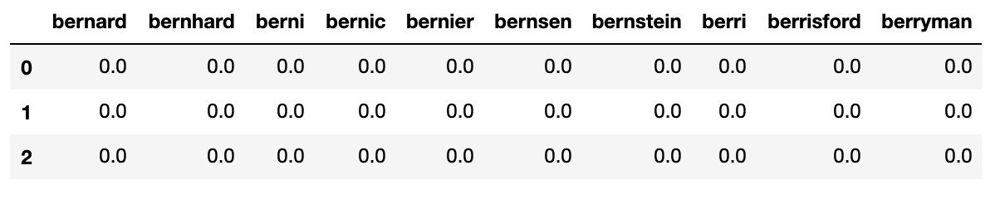 bernard bernhard berni bernic bernier bernsen bernstein berri berrisford berryman
0 0.0 0.0 0.0 0.0 0.0 0.0 0.0 0.0 0.0 0.0
1 0.0 0.0 0.0 0.0 0.0 0.0 0.0 0.0 0.0 0.0
2 0.0 0.0 0.0 0.0 0.0 0.0 0.0 0.0 0.0 0.0